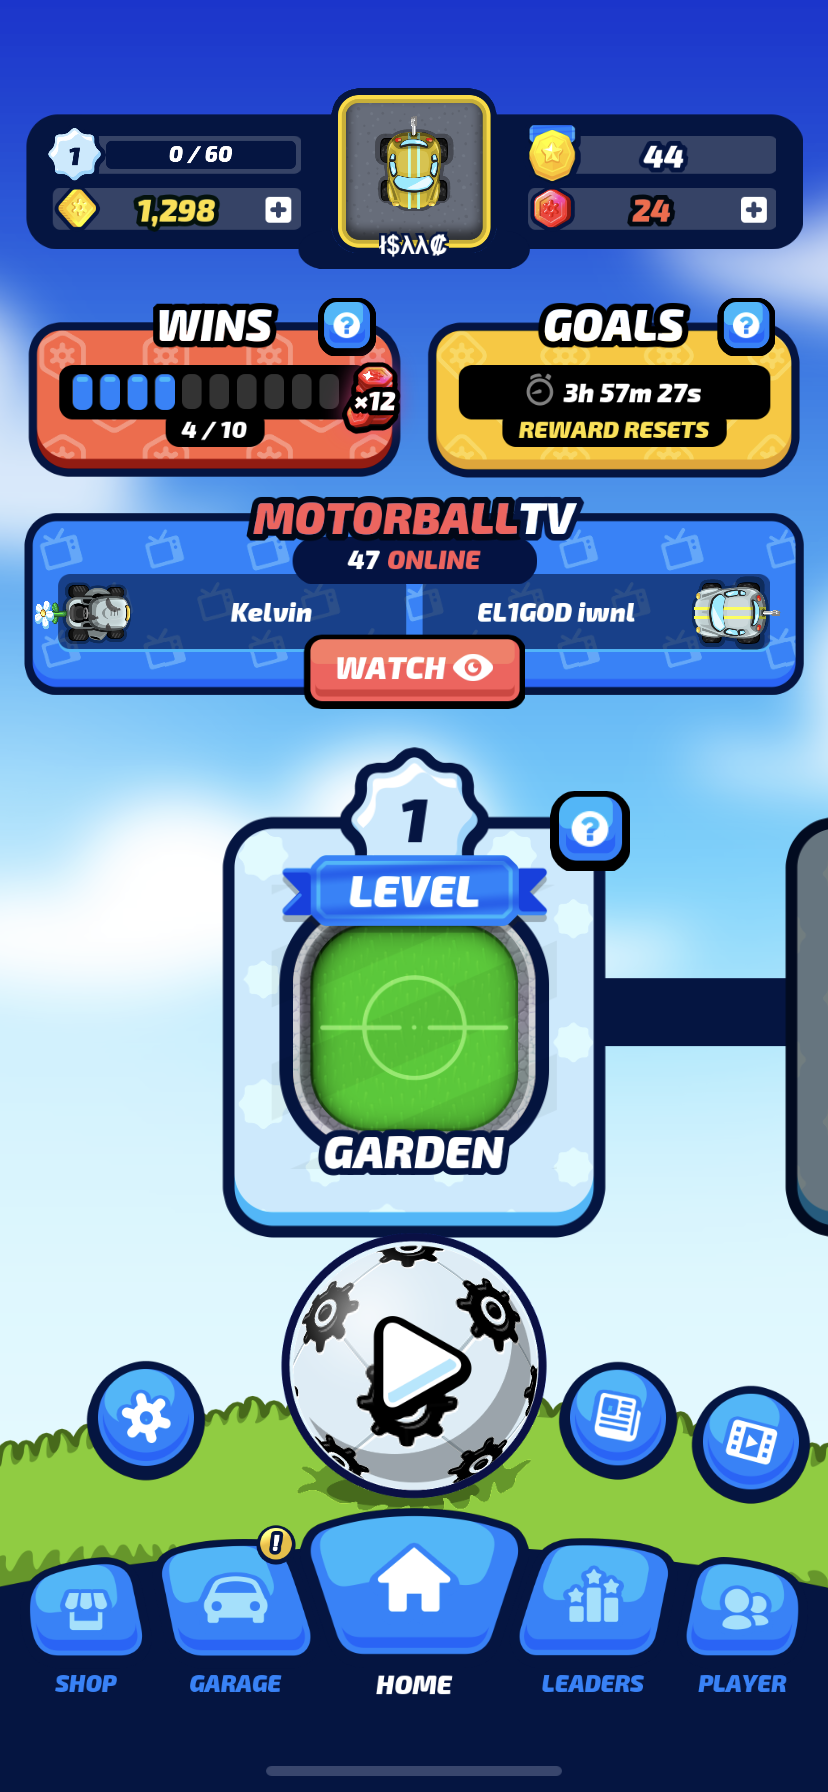 1
0 / 60
44
1,298
24
ł$λλ₡
WINS
?
GOALS
?
×12
4 / 10
3h 57m 27s
REWARD RESETS
MOTORBALLTV
47 ONLINE
Kelvin
EL1GOD iwnl
WATCH
1
?
LEVEL
GARDEN
!
SHOP
GARAGE
HOME
LEADERS
PLAYER